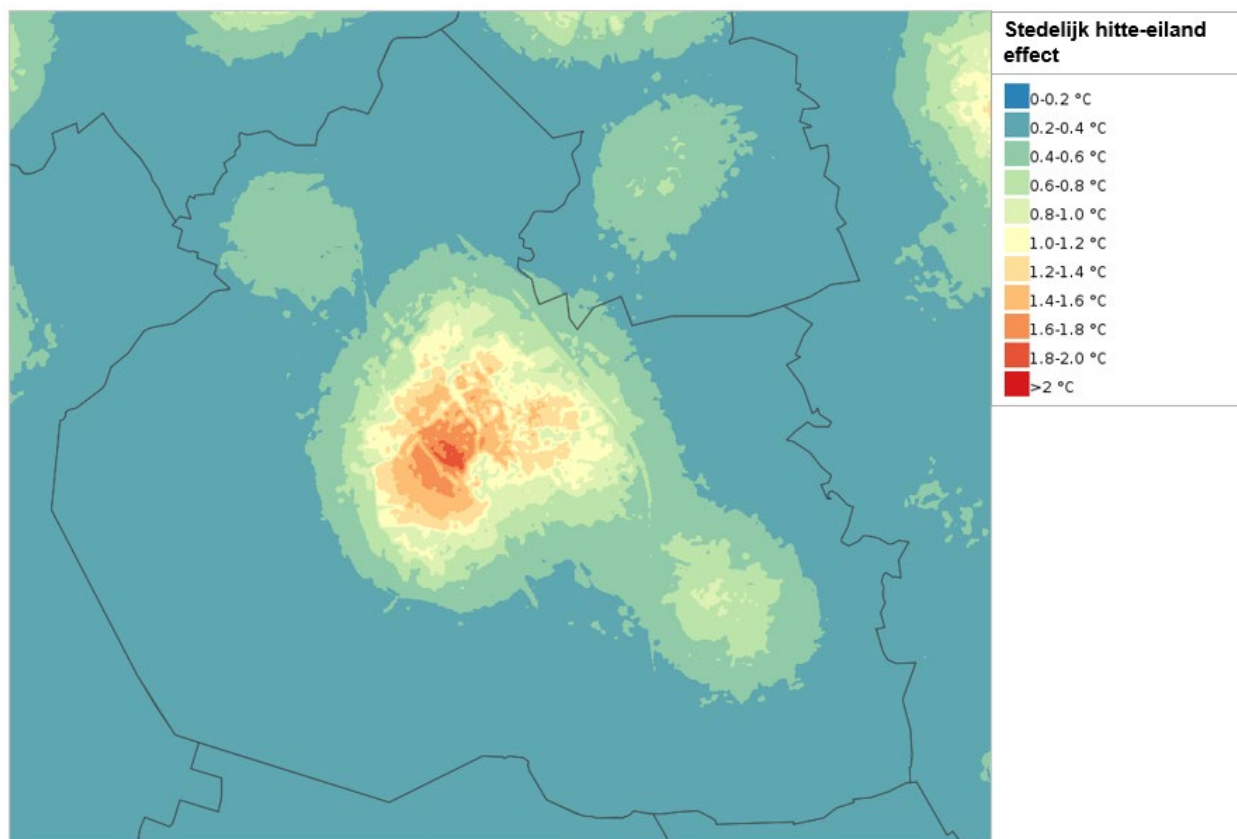 Stedelijk hitte-eiland
effect
0-0.2 °C
0.2-0.4 °C
0.4-0.6 °C
0.6-0.8 °C
0.8-1.0 °C
1.0-1.2 °C
1.2-1.4 °C
1.4-1.6 °C
1.6-1.8 °C
1.8-2.0 °C
>2 °C